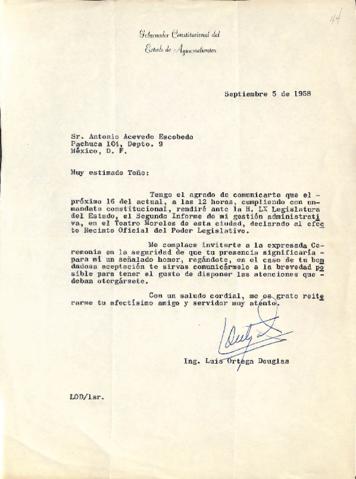 44
Gobernador Constitucional del
Estado de Aguascalientes
Septiembre 5 de 1958
Sr. Antonio Acevedo Escobedo
Pachuca 104, Depto. 9
México, D. F.
Muy estimado Toño:
Tengo el agrado de comunicarte que el -
próximo 16 del actual, a las 12 horas, cumpliendo con un-
mandato constitucional, rendiré ante la H. LX Legislatura
del Estado, el Segundo Informe de mi gestión administrati
va, en el Teatro Morelos de esta ciudad, declarado al efec
to Recinto Oficial del Poder Legislativo.
Me complace invitarte a la expresada Ce-
remonia en la seguridad de que tu presencia significaría -
para mi un señalado honor, rogándote, en el caso de tu bon
dadosa aceptación te sirvas comunicármelo a la brevedad po
sible para tener el gusto de disponer las atenciones que -
deban otorgársete.
Con un saludo cordial, me es grato reite
rarme tu afectísimo amigo y servidor muy atento.
Ing. Luis Ortega Douglas
LOD/lsr.